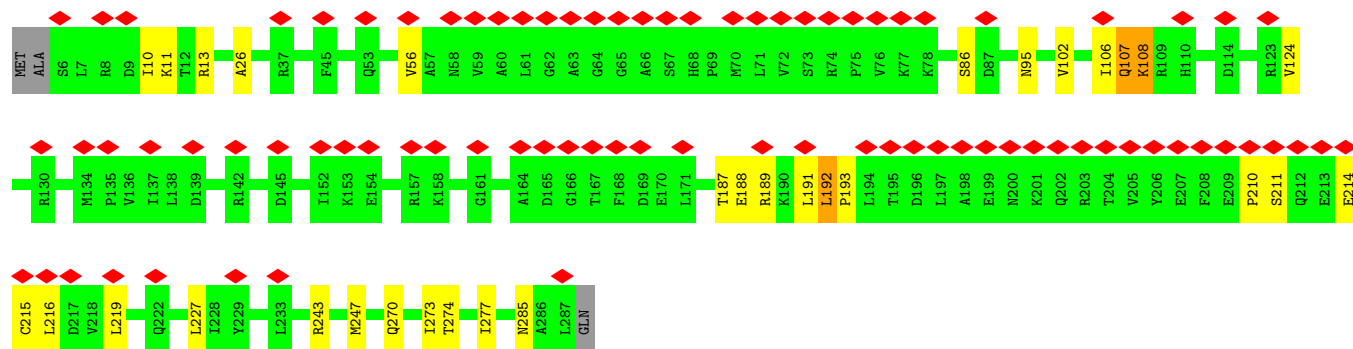 MET ALA S6 L7 R8 D9 I10 K11 T12 R13 A26 R37 F45 Q53 V56 A57 N58 V59 A60 L61 G62 A63 G64 G65 A66 S67 H68 P69 M70 L71 V72 S73 R74 P75 V76 K77 K78 S86 D87 N95 V102 I106 Q107 K108 R109 H110 D114 R123 V124
R130 M134 P135 V136 I137 L138 D139 R142 D145 I152 K153 E154 R157 K158 G161 A164 D165 G166 T167 F168 D169 E170 L171 T187 E188 R189 K190 L191 L192 P193 L194 T195 D196 L197 A198 E199 N200 K201 Q202 R203 T204 V205 Y206 E207 F208 E209 P210 S211 Q212 E213 E214
C215 L216 D217 V218 L219 Q222 L227 I228 Y229 L233 R243 M247 Q270 I273 T274 I277 N285 A286 L287 GLN